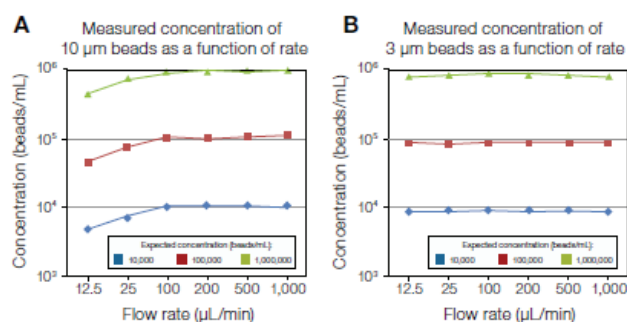 A
Measured concentration of
10 µm beads as a function of rate
Concentration (beads/mL)
10⁶
10⁵
10⁴
10³
Expected concentration (beads/mL):
10,000 100,000 1,000,000
12.5 25 100 200 500 1,000
Flow rate (µL/min)
B
Measured concentration of
3 µm beads as a function of rate
Concentration (beads/mL)
10⁶
10⁵
10⁴
10³
Expected concentration (beads/mL):
10,000 100,000 1,000,000
12.5 25 100 200 500 1,000
Flow rate (µL/min)